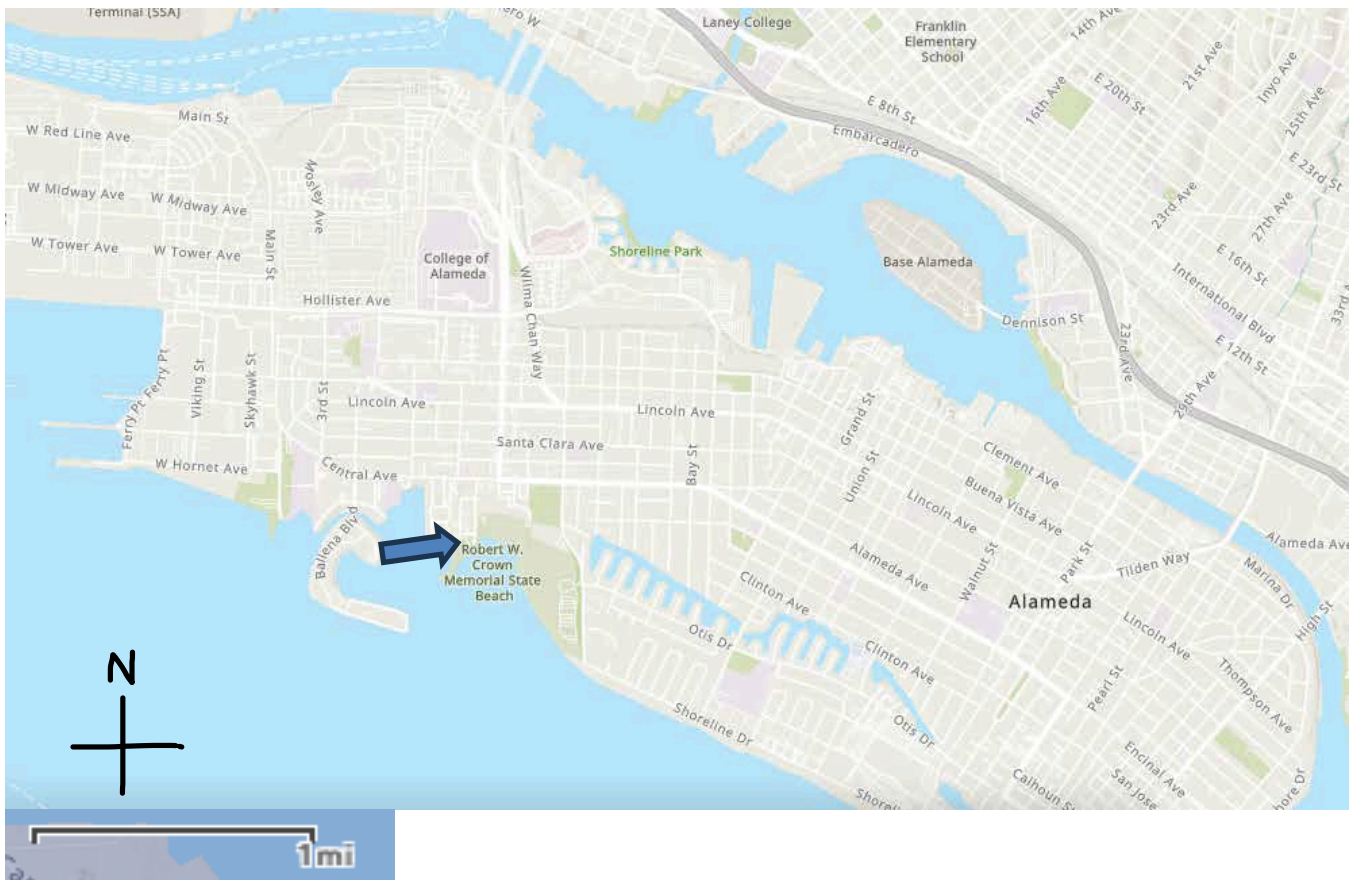 Terminal (SSA)
Laney College
Franklin
Elementary
School
14th Ave
21st Ave
Inyo Ave
16th Ave
E 20th St
25th Ave
E 8th St
Embarcadero
E 23rd St
Main St
W Red Line Ave
Mosley Ave
W Midway Ave
W Midway Ave
23rd Ave
27th Ave
W Tower Ave
W Tower Ave
Main St
College of
Alameda
Shoreline Park
Base Alameda
E 16th St
International Blvd
33rd
Hollister Ave
Wilma Chan Way
Dennison St
23rd Ave
E 12th St
Ferry Pt
Ferry Pt
Viking St
Skyhawk St
3rd St
Lincoln Ave
Lincoln Ave
29th Ave
Grand St
Santa Clara Ave
Bay St
Union St
Clement Ave
W Hornet Ave
Central Ave
Lincoln Ave
Buena Vista Ave
Ballena Blvd
Robert W.
Crown
Memorial State
Beach
Alameda Ave
Walnut St
Park St
Tilden Way
Alameda Ave
Marina Dr
High St
Clinton Ave
Alameda
Otis Dr
Clinton Ave
Lincoln Ave
Thompson Ave
Pearl St
N
Shoreline Dr
Otis Dr
Encinal Ave
San Jose
Calhoun St
1mi